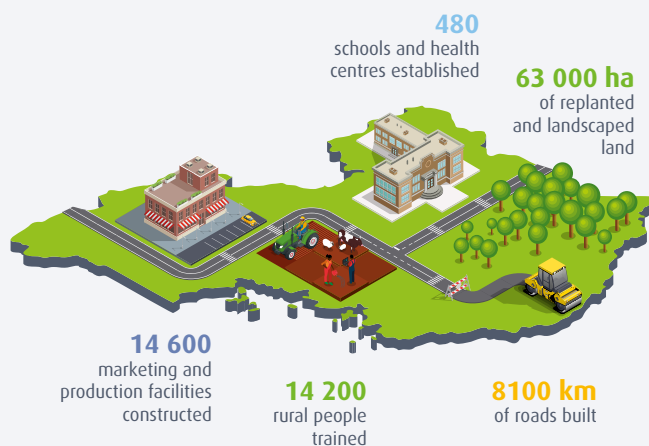 480
schools and health
centres established
63 000 ha
of replanted
and landscaped
land
14 600
marketing and
production facilities
constructed
14 200
rural people
trained
8100 km
of roads built